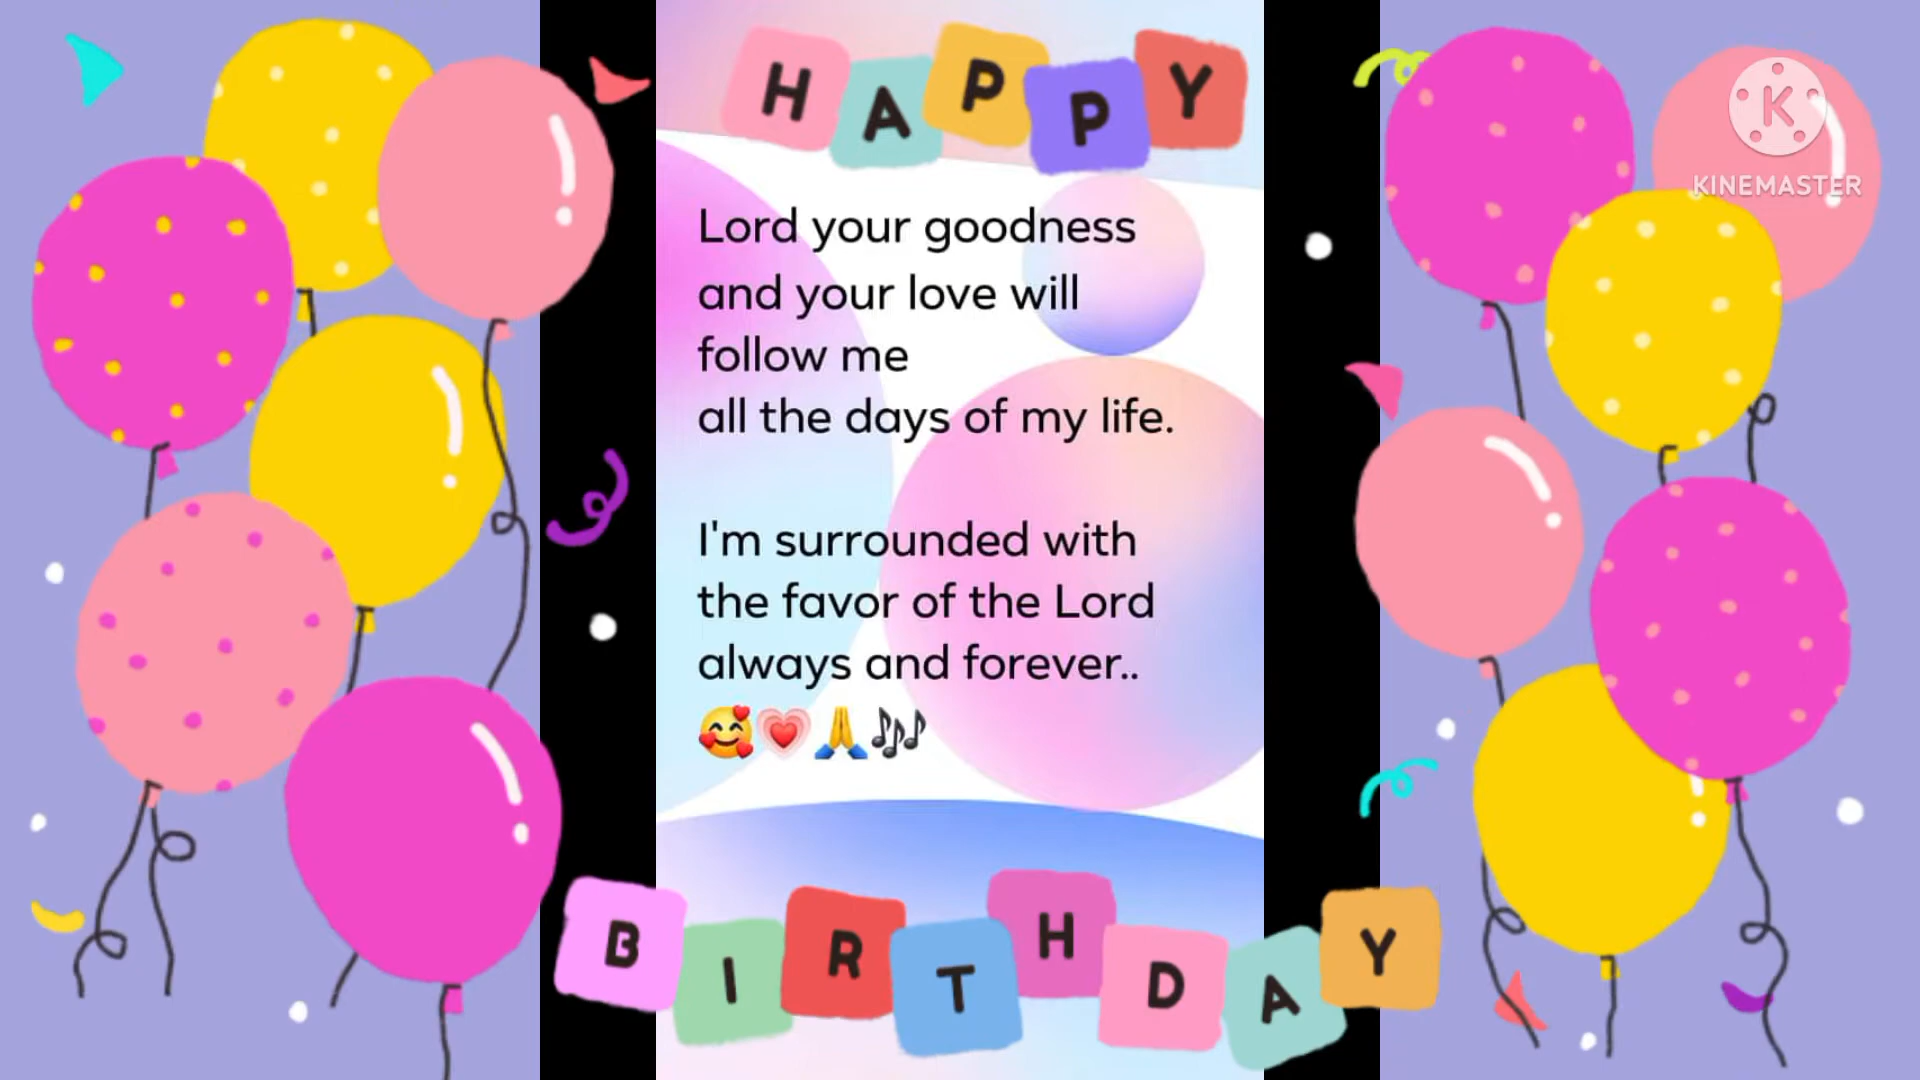 HAPPY
KINEMASTER
Lord your goodness
and your love will
follow me
all the days of my life.
I'm surrounded with
the favor of the Lord
always and forever..
🥰💗🙏🎶
BIRTHDAY